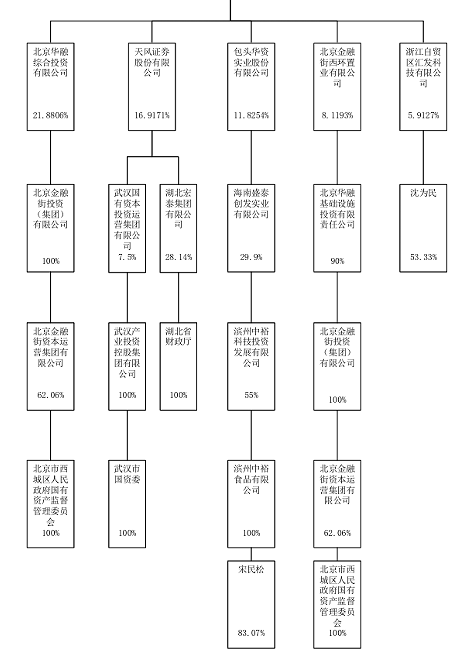 北京华融
综合投资
有限公司
21.8806%
天风证券
股份有限
公司
16.9171%
包头华资
实业股份
有限公司
11.8254%
北京金融
街西环置
业有限公
司
8.1193%
浙江自贸
区汇发科
技有限公
司
5.9127%
北京金融
街投资
（集团）
有限公司
100%
武汉国
有资本
投资运
营集团
有限公
司
7.5%
湖北宏
泰集团
有限公
司
28.14%
海南盛泰
创发实业
有限公司
29.9%
北京华融
基础设施
投资有限
责任公司
90%
沈为民
53.33%
北京金融
街资本运
营集团有
限公司
62.06%
武汉产
业投资
控股集
团有限
公司
100%
湖北省
财政厅
100%
滨州中裕
科技投资
发展有限
公司
55%
北京金融
街投资
（集团）
有限公司
100%
北京市西
城区人民
政府国有
资产监督
管理委员
会
100%
武汉市
国资委
100%
滨州中裕
食品有限
公司
100%
北京金融
街资本运
营集团有
限公司
62.06%
宋民松
83.07%
北京市西
城区人民
政府国有
资产监督
管理委员
会
100%